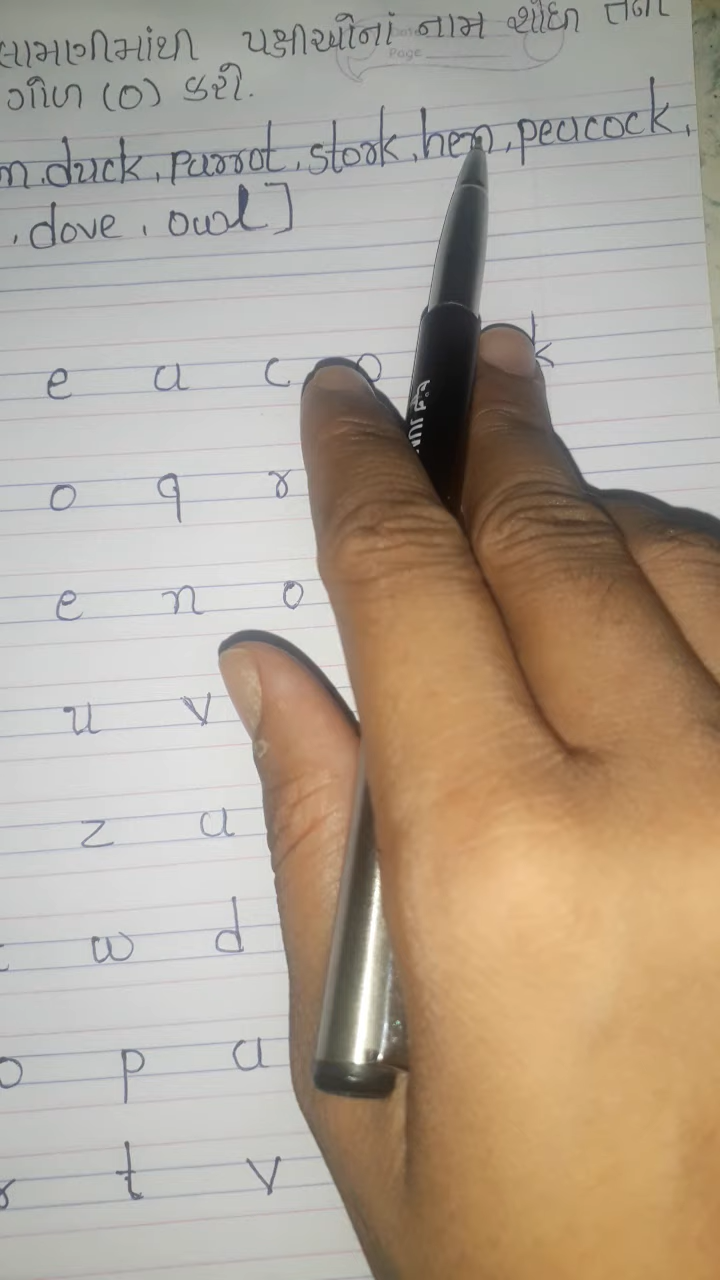 પક્ષીઓનાં નામ શોધી
ગોળ (O) કરો.
duck, parrot, stork, hen, peacock,
, dove, owl]
e a c o k
o q r
e n o
u v
z a
w d
o p a
r t v